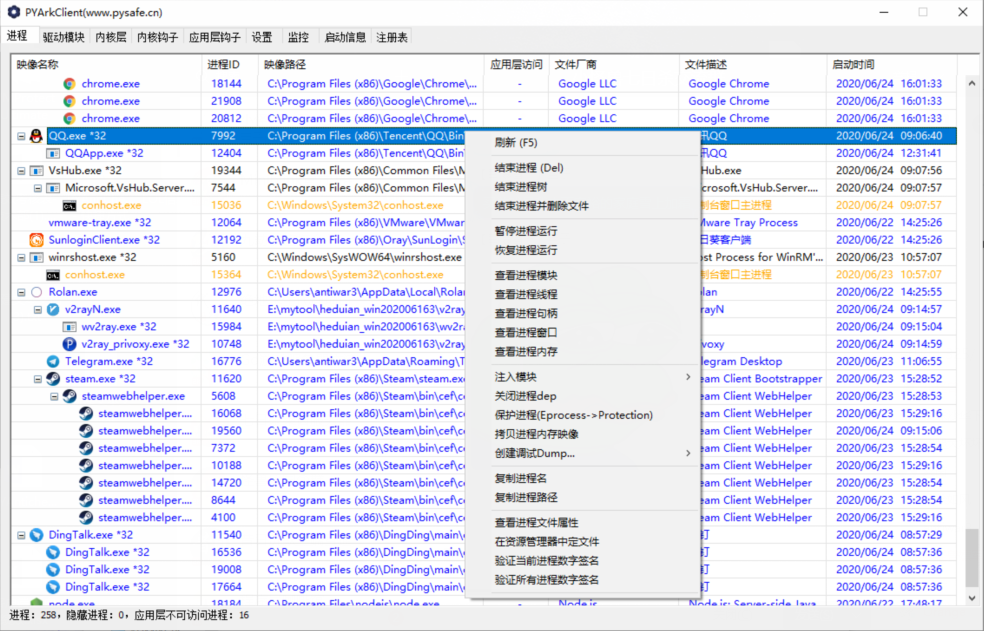 PYArkClient(www.pysafe.cn)
进程 驱动模块 内核层 内核钩子 应用层钩子 设置 监控 启动信息 注册表
映像名称 进程ID 映像路径 应用层访问 文件厂商 文件描述 启动时间
chrome.exe 18144 C:\Program Files (x86)\Google\Chrome\... - Google LLC Google Chrome 2020/06/24 16:01:33
chrome.exe 21908 C:\Program Files (x86)\Google\Chrome\... - Google LLC Google Chrome 2020/06/24 16:01:33
chrome.exe 20812 C:\Program Files (x86)\Google\Chrome\... - Google LLC Google Chrome 2020/06/24 16:01:33
QQ.exe *32 7992 C:\Program Files (x86)\Tencent\QQ\Bin 讯QQ 2020/06/24 09:06:40
QQApp.exe *32 12404 C:\Program Files (x86)\Tencent\QQ\Bin 讯QQ 2020/06/24 12:31:41
VsHub.exe *32 19344 C:\Program Files (x86)\Common Files\ Hub.exe 2020/06/24 09:07:56
Microsoft.VsHub.Server.... 7544 C:\Program Files (x86)\Common Files\ crosoft.VsHub.Server.... 2020/06/24 09:07:57
conhost.exe 15036 C:\Windows\System32\conhost.exe 制台窗口主进程 2020/06/24 09:07:57
vmware-tray.exe *32 12064 C:\Program Files (x86)\VMware\VMwar ware Tray Process 2020/06/22 14:25:26
SunloginClient.exe *32 12192 C:\Program Files (x86)\Oray\SunLogin\ 日葵客户端 2020/06/22 14:25:26
winrshost.exe *32 5160 C:\Windows\SysWOW64\winrshost.exe ost Process for WinRM'... 2020/06/23 10:57:07
conhost.exe 15364 C:\Windows\System32\conhost.exe 制台窗口主进程 2020/06/23 10:57:07
Rolan.exe 12976 C:\Users\antiwar3\AppData\Local\Rolar lan 2020/06/22 14:25:55
v2rayN.exe 11640 E:\mytool\heduian_win202006163\v2ray rayN 2020/06/24 09:14:57
wv2ray.exe *32 15984 E:\mytool\heduian_win202006163\wv2r 2020/06/24 09:15:04
v2ray_privoxy.exe *32 10748 E:\mytool\heduian_win202006163\v2ray voxy 2020/06/24 09:14:59
Telegram.exe *32 16776 C:\Users\antiwar3\AppData\Roaming\T legram Desktop 2020/06/23 11:06:55
steam.exe *32 11620 C:\Program Files (x86)\Steam\steam.exe eam Client Bootstrapper 2020/06/23 15:28:52
steamwebhelper.exe 5608 C:\Program Files (x86)\Steam\bin\cef\c eam Client WebHelper 2020/06/23 15:28:53
steamwebhelper.... 16068 C:\Program Files (x86)\Steam\bin\cef\c eam Client WebHelper 2020/06/23 15:29:16
steamwebhelper.... 19560 C:\Program Files (x86)\Steam\bin\cef\c eam Client WebHelper 2020/06/24 09:15:06
steamwebhelper.... 7372 C:\Program Files (x86)\Steam\bin\cef\c eam Client WebHelper 2020/06/23 15:28:54
steamwebhelper.... 10188 C:\Program Files (x86)\Steam\bin\cef\c eam Client WebHelper 2020/06/23 15:29:16
steamwebhelper.... 14720 C:\Program Files (x86)\Steam\bin\cef\c eam Client WebHelper 2020/06/23 15:28:54
steamwebhelper.... 8644 C:\Program Files (x86)\Steam\bin\cef\c eam Client WebHelper 2020/06/23 15:28:54
steamwebhelper.... 4100 C:\Program Files (x86)\Steam\bin\cef\c eam Client WebHelper 2020/06/23 15:29:16
DingTalk.exe *32 11540 C:\Program Files (x86)\DingDing\main\ 钉 2020/06/24 08:57:29
DingTalk.exe *32 16536 C:\Program Files (x86)\DingDing\main\ 钉 2020/06/24 08:57:36
DingTalk.exe *32 19008 C:\Program Files (x86)\DingDing\main\ 钉 2020/06/24 08:57:36
DingTalk.exe *32 17664 C:\Program Files (x86)\DingDing\main\ 钉 2020/06/24 08:57:36
node.exe 18184 C:\Program Files\nodejs\node.exe - Node.js Node.js: Server-side Java 2020/06/22 17:48:17
刷新 (F5)
结束进程 (Del)
结束进程树
结束进程并删除文件
暂停进程运行
恢复进程运行
查看进程模块
查看进程线程
查看进程句柄
查看进程窗口
查看进程内存
注入模块
关闭进程dep
保护进程(Eprocess->Protection)
拷贝进程内存映像
创建调试Dump...
复制进程名
复制进程路径
查看进程文件属性
在资源管理器中定文件
验证当前进程数字签名
验证所有进程数字签名
进程: 258, 隐藏进程: 0, 应用层不可访问进程: 16